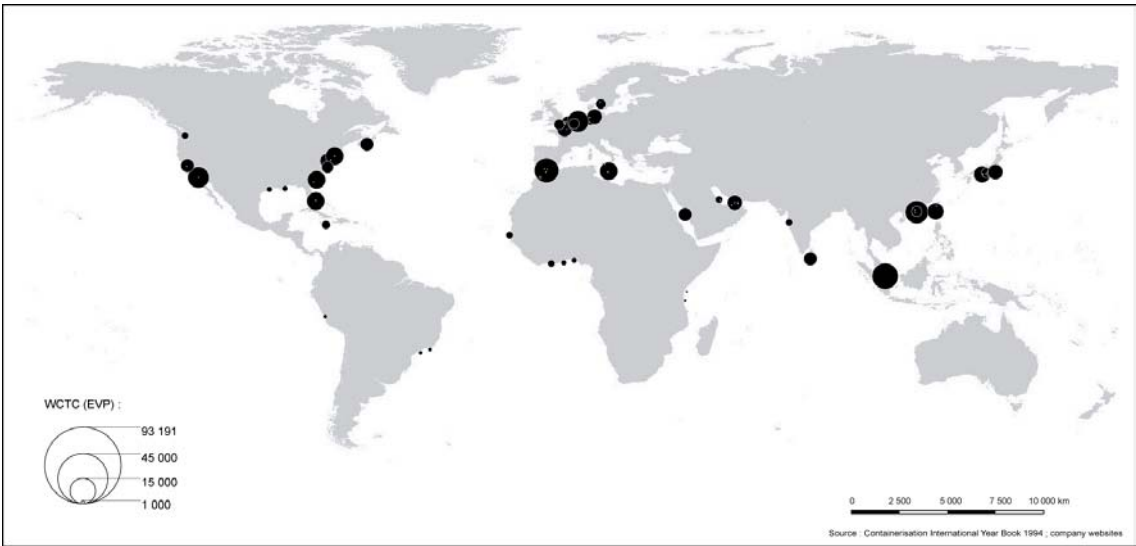 WCTC (EVP) :
93 191
45 000
15 000
1 000
0 2 500 5 000 7 500 10 000 km
Source : Containerisation International Year Book 1994 ; company websites